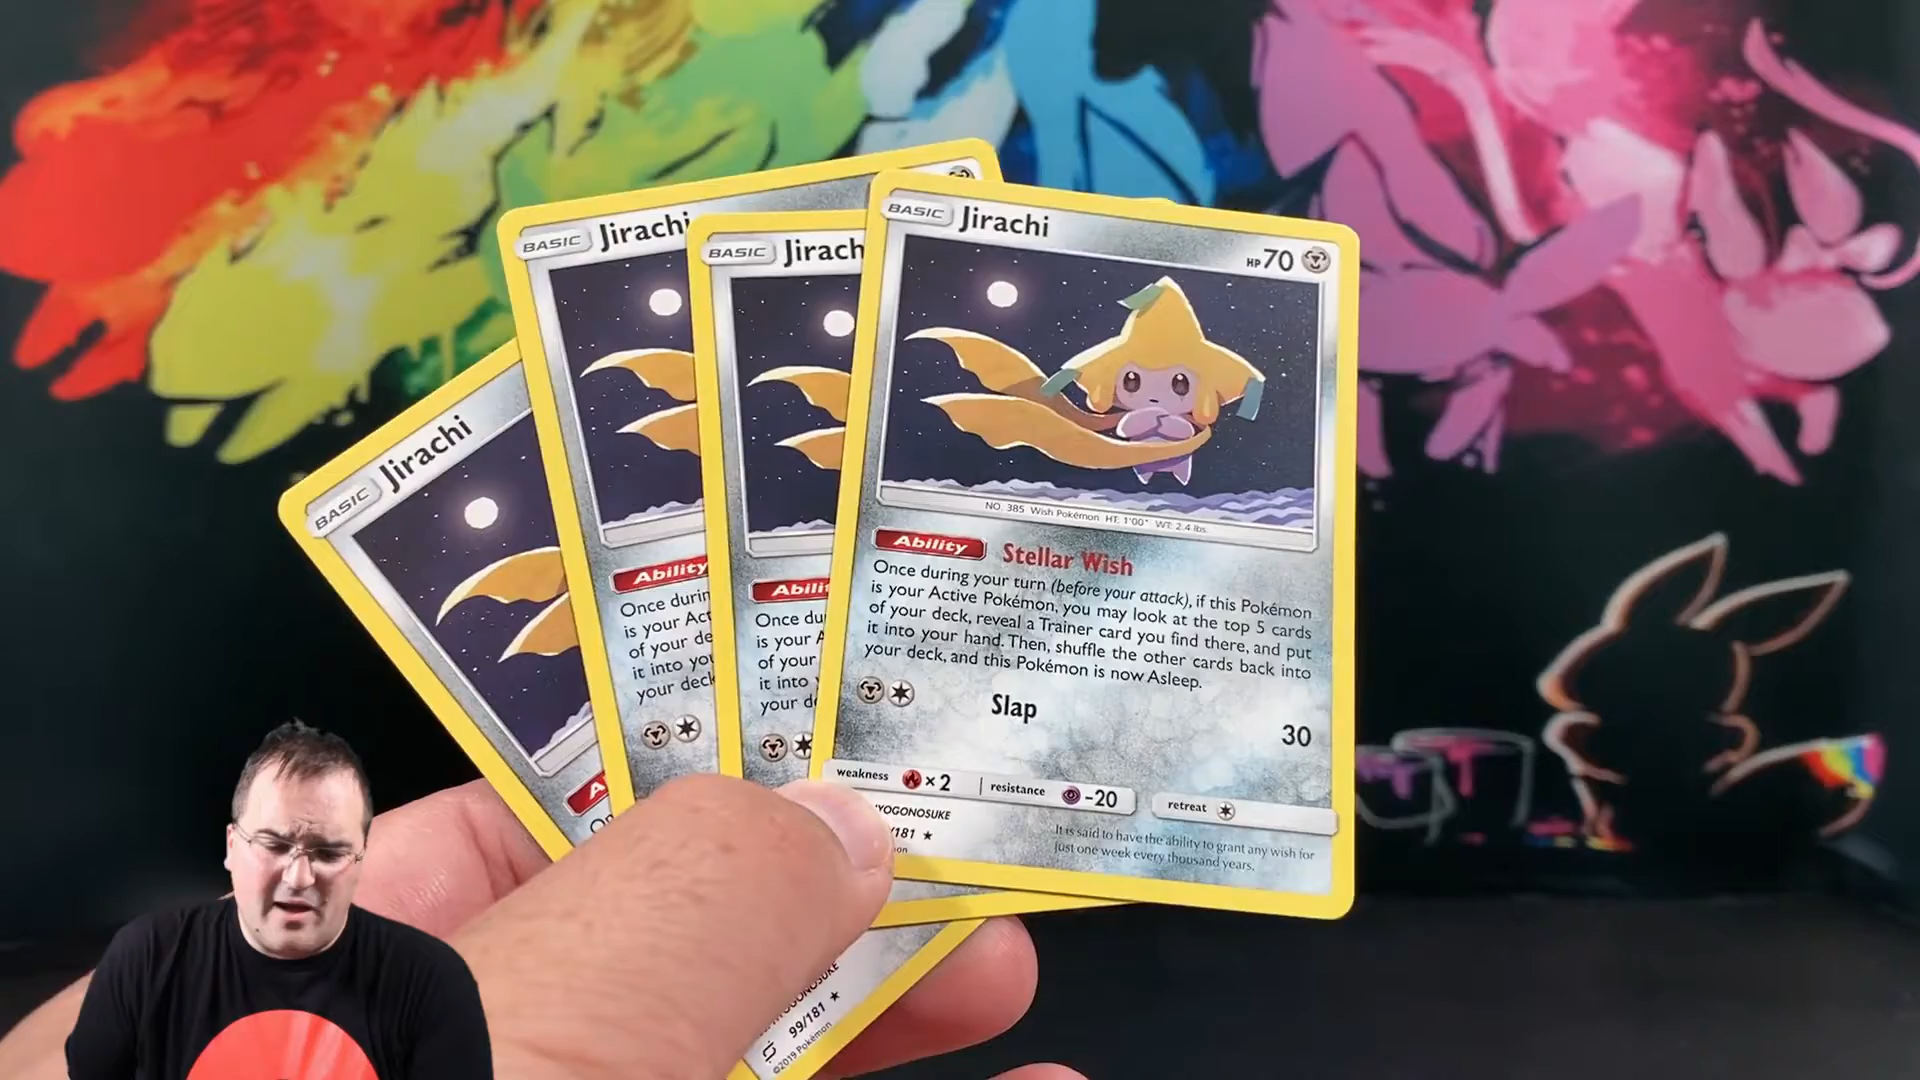 BASIC Jirachi
BASIC Jirachi
Ability
Once durin
is your Act
of your de
it into you
your deck
BASIC Jirach
Once du
is your A
of your
it into
your d
BASIC Jirachi
HP 70
NO. 385 Wish Pokémon HT: 1'00" WT: 2.4 lbs.
Ability Stellar Wish
Once during your turn (before your attack), if this Pokémon
is your Active Pokémon, you may look at the top 5 cards
of your deck, reveal a Trainer card you find there, and put
it into your hand. Then, shuffle the other cards back into
your deck, and this Pokémon is now Asleep.
Slap 30
weakness ×2 resistance -20 retreat
YOGONOSUKE
/181
It is said to have the ability to grant any wish for
just one week every thousand years.
99/181
©2019 Pokémon